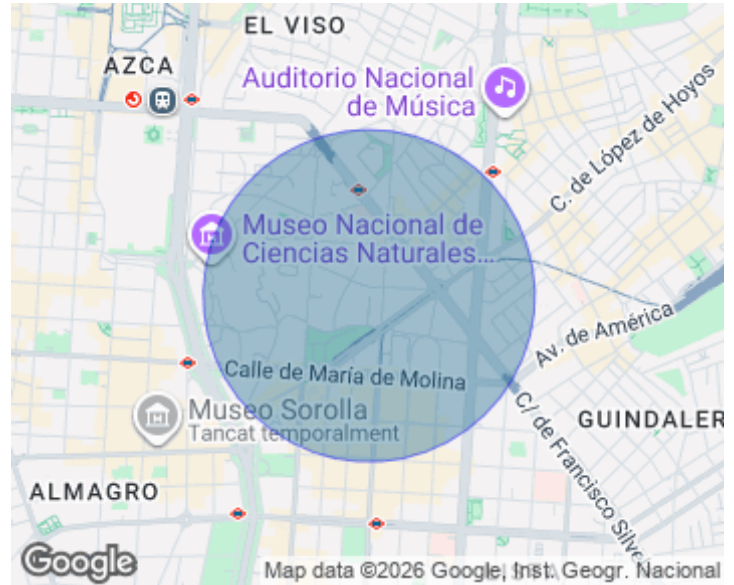 EL VISO
AZCA
Auditorio Nacional
de Música
C. de López de Hoyos
Museo Nacional de
Ciencias Naturales...
Av. de América
Calle de María de Molina
Museo Sorolla
Tancat temporalment
C/ de Francisco Silve
GUINDALER
ALMAGRO
Google
Map data ©2026 Google, Inst. Geogr. Nacional